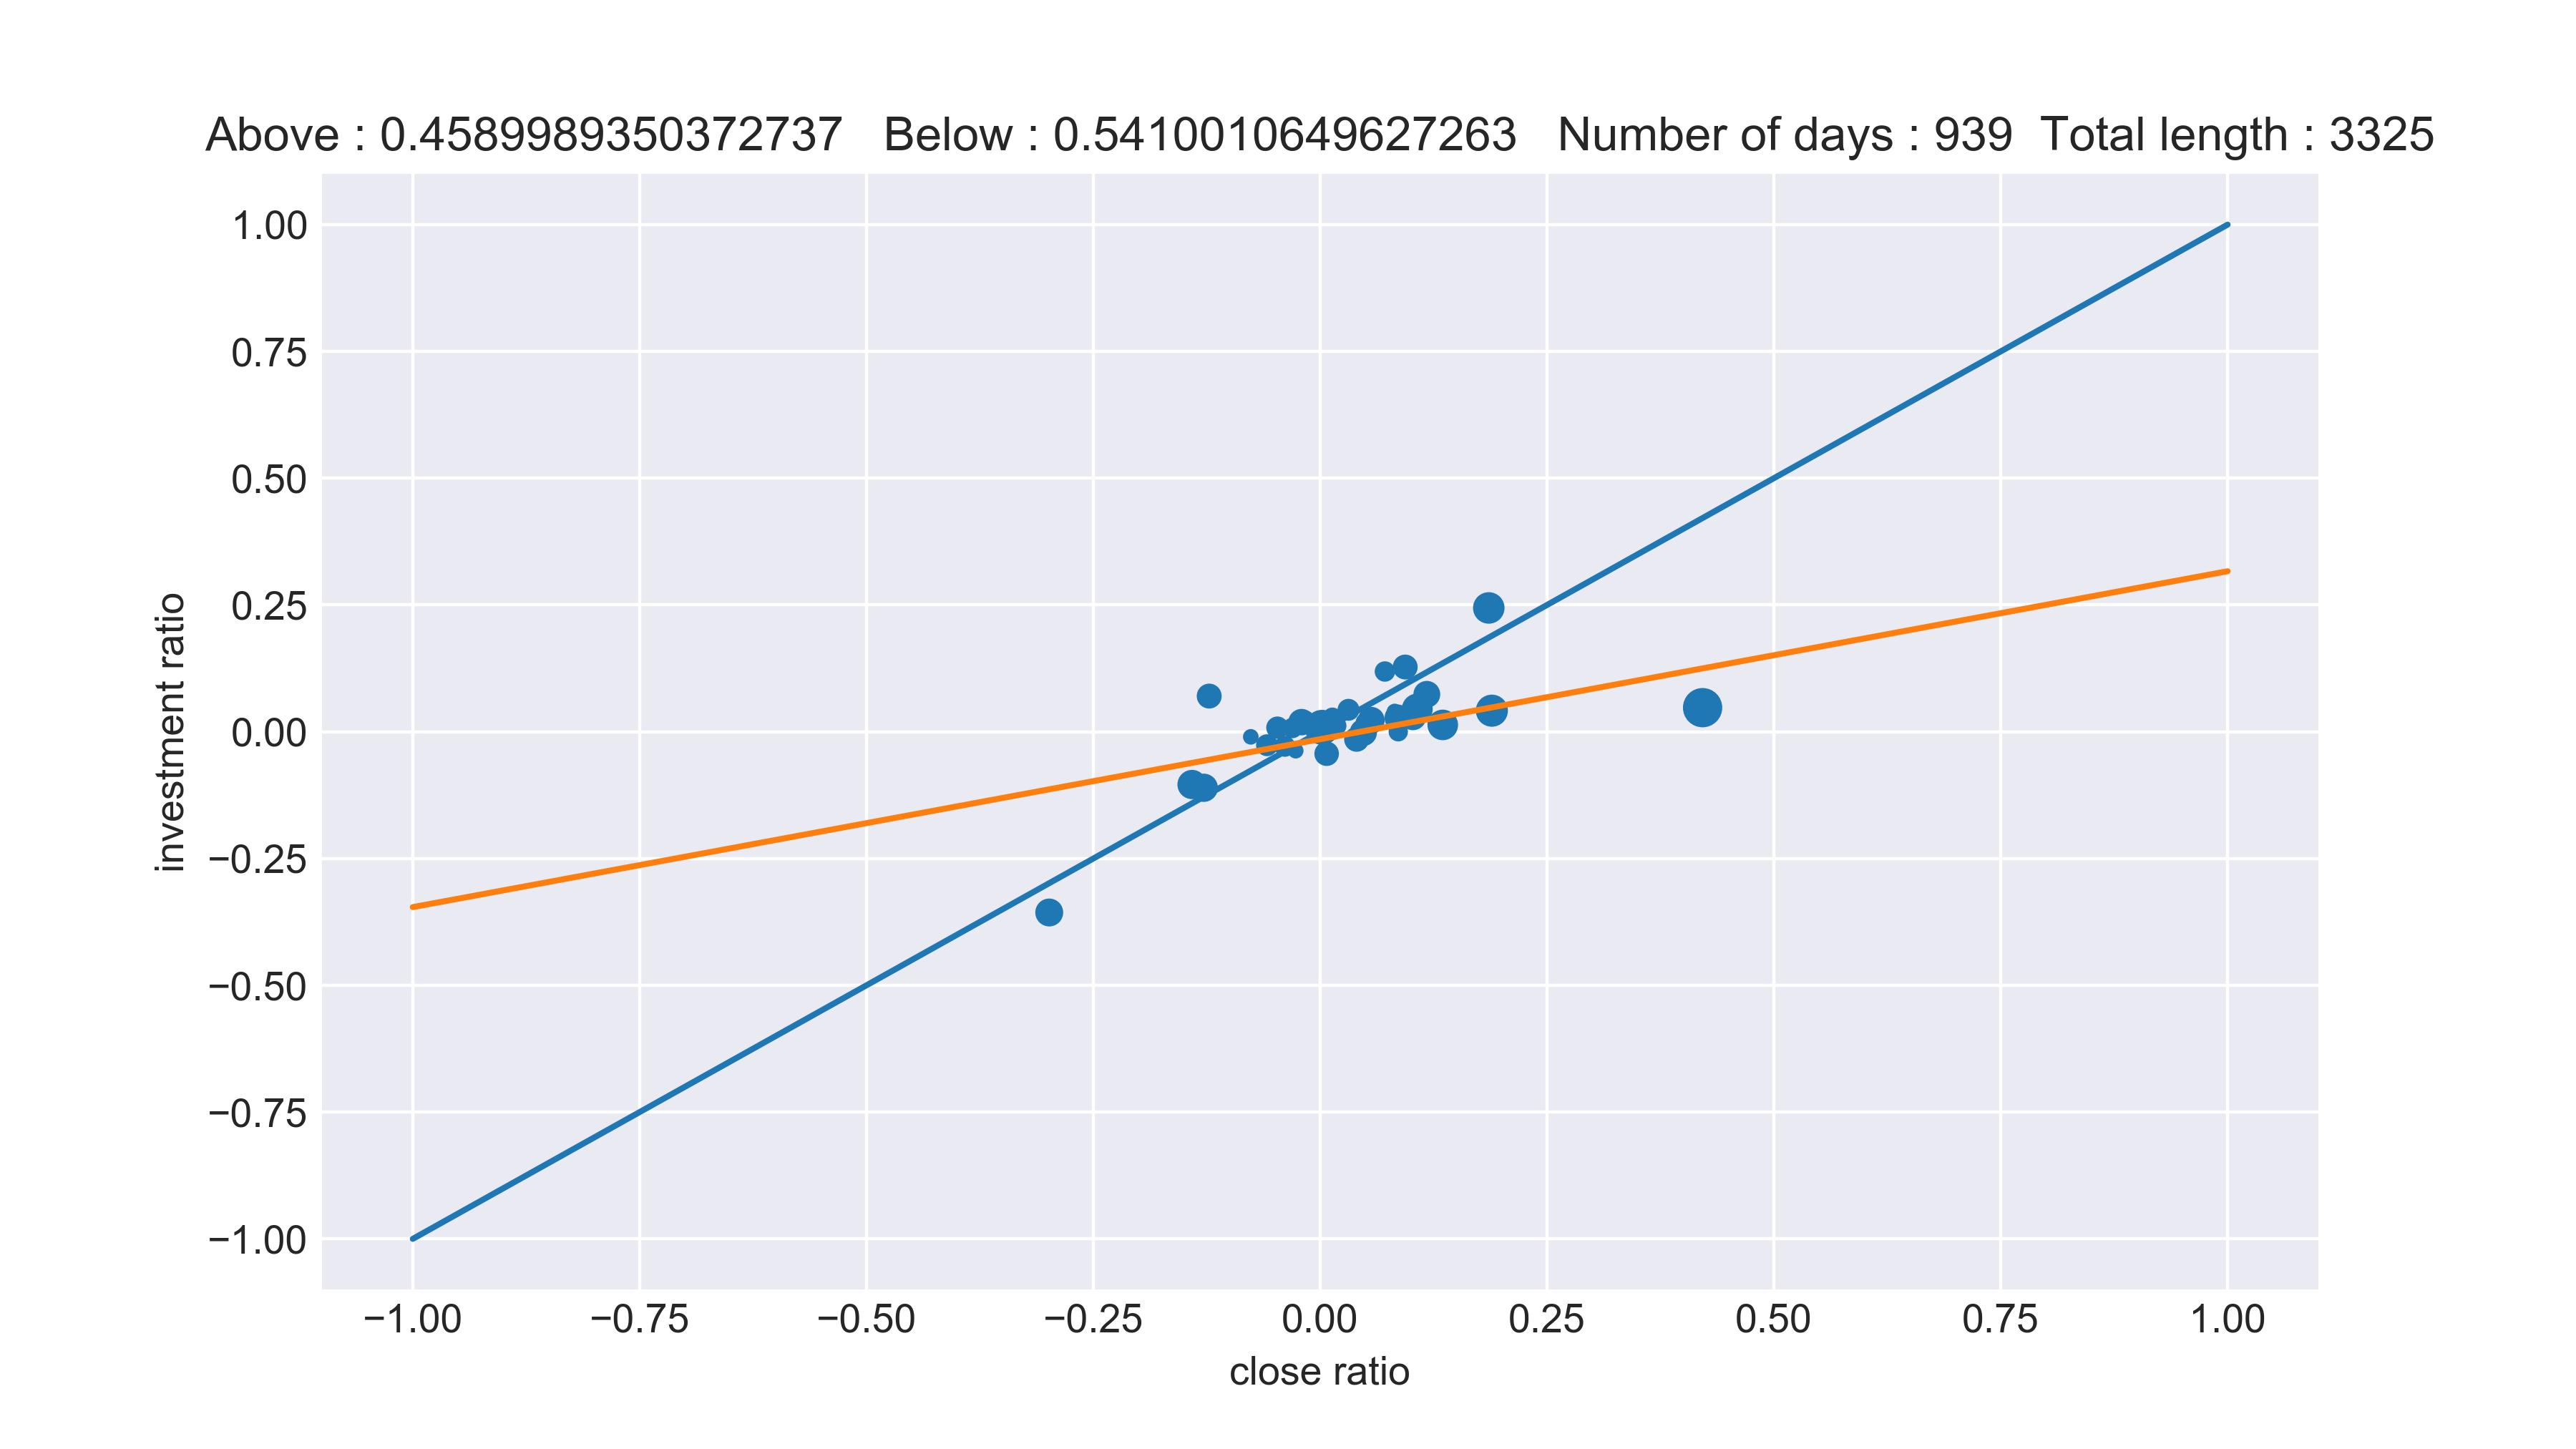 Above : 0.4589989350372737 Below : 0.5410010649627263 Number of days : 939 Total length : 3325
1.00
0.75
0.50
0.25
0.00
−0.25
−0.50
−0.75
−1.00
investment ratio
−1.00 −0.75 −0.50 −0.25 0.00 0.25 0.50 0.75 1.00
close ratio